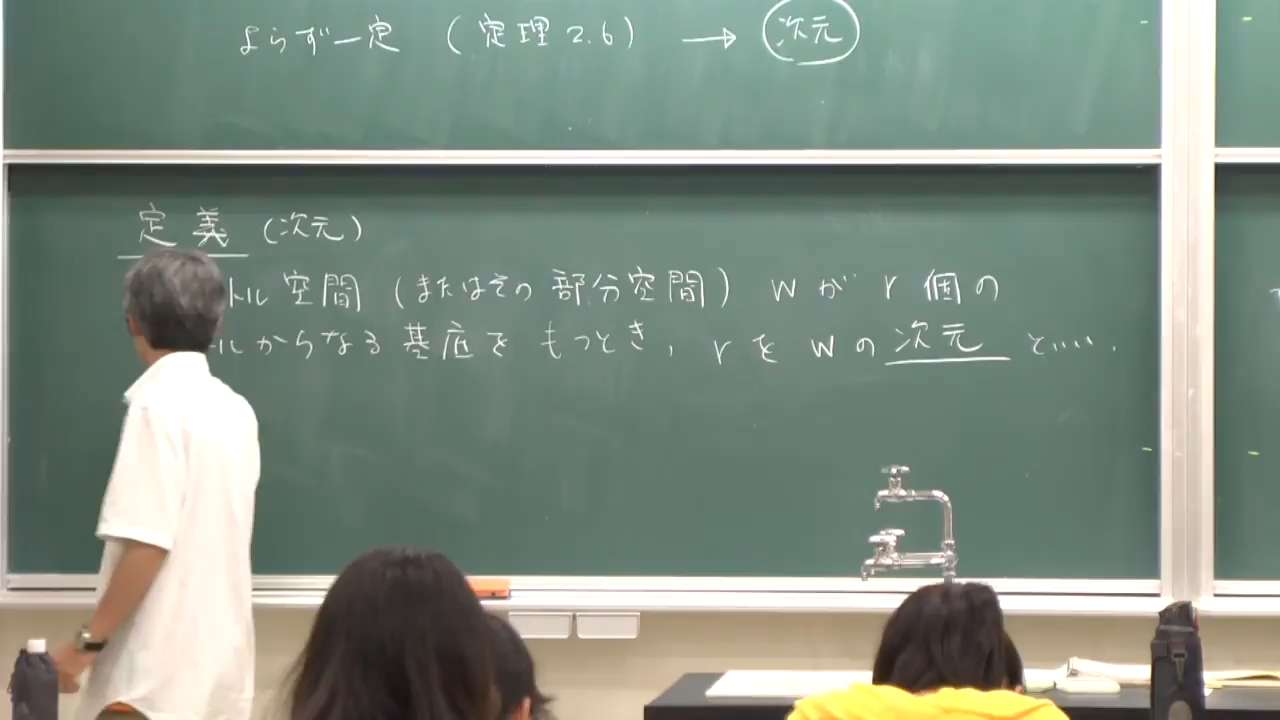 よらず一定 (定理 2.6) → 次元
定義 (次元)
トル空間 (またはその部分空間) W が r 個の
ルからなる基底をもつとき, r を W の次元という.